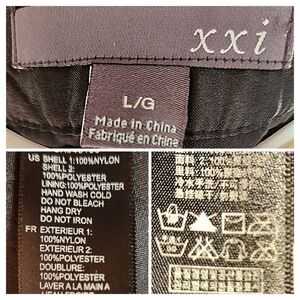 xxi
L/G
Made in China
Fabriqué en Chine
US SHELL 1:100%NYLON
SHELL 2:
100%POLYESTER
LINING:100%POLYESTER
HAND WASH COLD
DO NOT BLEACH
HANG DRY
DO NOT IRON
FR EXTERIEUR 1:
100%NYLON
EXTERIEUR 2:
100%POLYESTER
DOUBLURE:
100%POLYESTER
LAVER A LA MAIN A